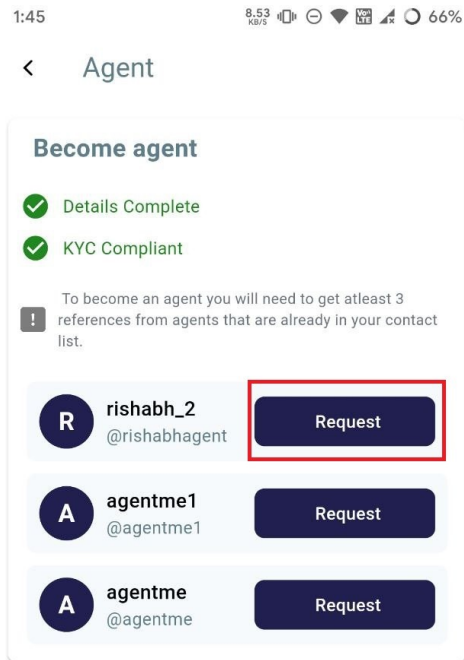 1:45 8.53 KB/S VoD LTE 66%
Agent
Become agent
Details Complete
KYC Compliant
! To become an agent you will need to get atleast 3
references from agents that are already in your contact
list.
R rishabh_2 Request
@rishabhagent
A agentme1 Request
@agentme1
A agentme Request
@agentme